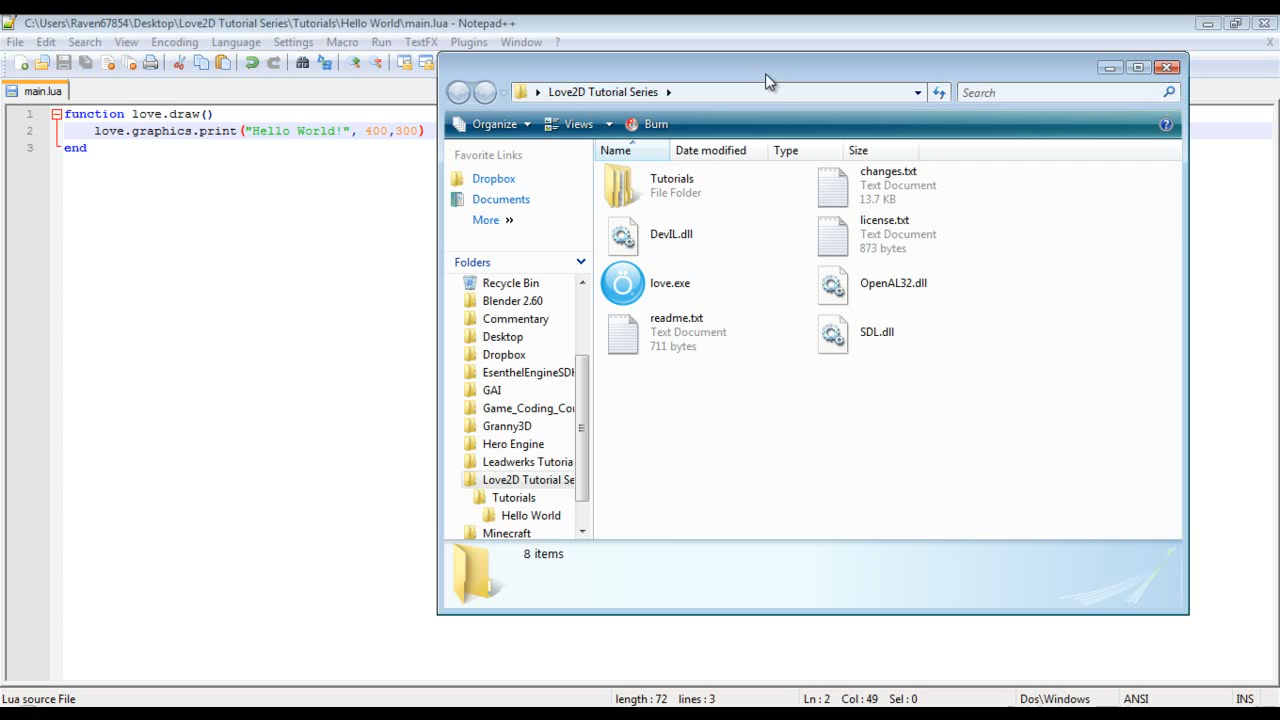 C:\Users\Raven67854\Desktop\Love2D Tutorial Series\Tutorials\Hello World\main.lua - Notepad++
File Edit Search View Encoding Language Settings Macro Run TextFX Plugins Window ? X
main.lua
1 function love.draw()
2 love.graphics.print("Hello World!", 400,300)
3 end
Love2D Tutorial Series
Search
Organize Views Burn
Favorite Links
Dropbox
Documents
More »
Folders
Recycle Bin
Blender 2.60
Commentary
Desktop
Dropbox
EsenthelEngineSDK
GAI
Game_Coding_Co
Granny3D
Hero Engine
Leadwerks Tutoria
Love2D Tutorial Se
Tutorials
Hello World
Minecraft
Name Date modified Type Size
Tutorials
File Folder
DevIL.dll
love.exe
readme.txt
Text Document
711 bytes
changes.txt
Text Document
13.7 KB
license.txt
Text Document
873 bytes
OpenAL32.dll
SDL.dll
8 items
Lua source File length : 72 lines : 3 Ln : 2 Col : 49 Sel : 0 Dos\Windows ANSI INS